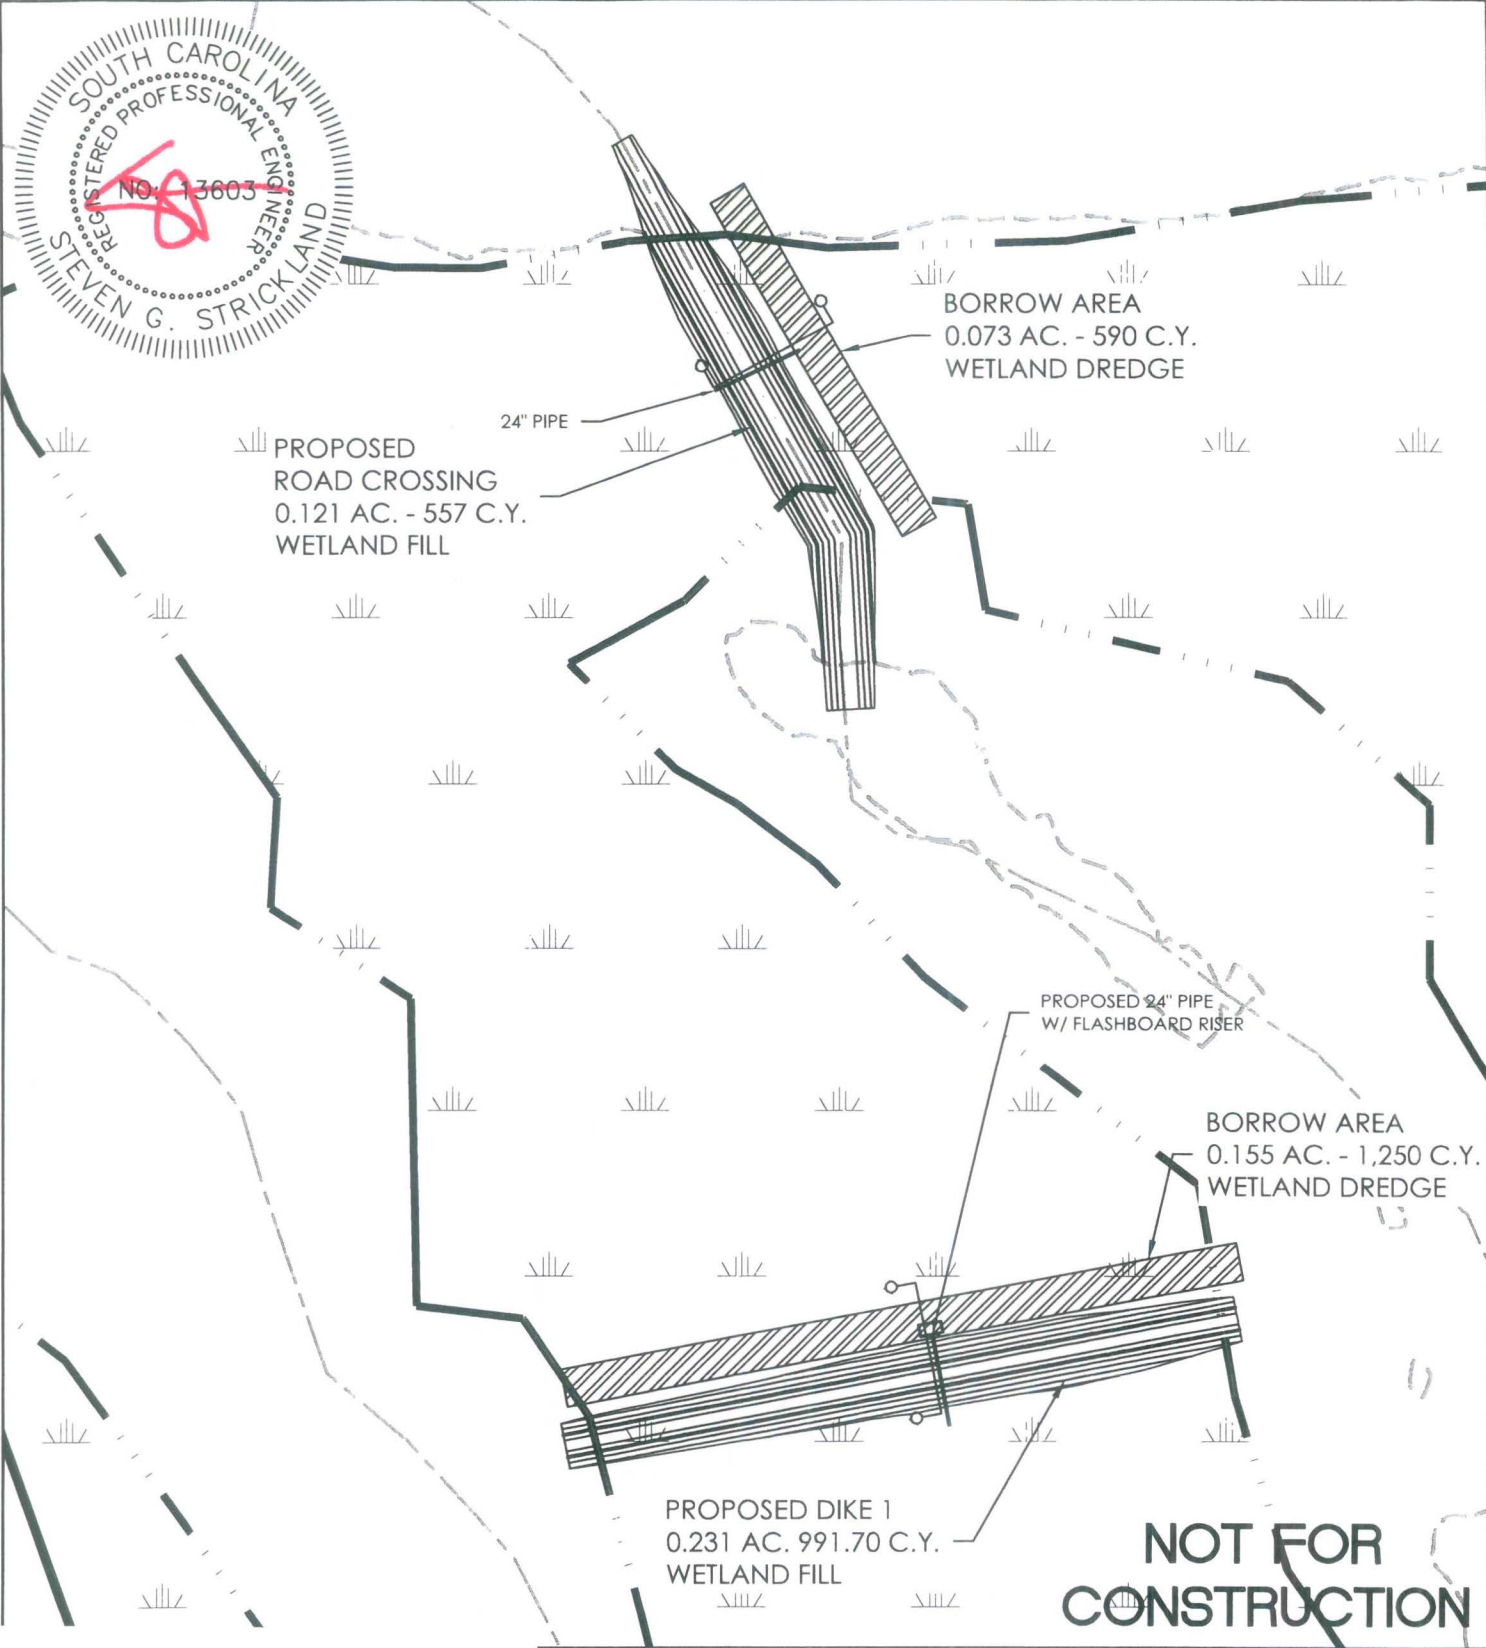 SOUTH CAROLINA
REGISTERED PROFESSIONAL ENGINEER
NO. 13603
STEVEN G. STRICKLAND
BORROW AREA
0.073 AC. - 590 C.Y.
WETLAND DREDGE
24" PIPE
PROPOSED
ROAD CROSSING
0.121 AC. - 557 C.Y.
WETLAND FILL
PROPOSED 24" PIPE
W/ FLASHBOARD RISER
BORROW AREA
0.155 AC. - 1,250 C.Y.
WETLAND DREDGE
PROPOSED DIKE 1
0.231 AC. 991.70 C.Y.
WETLAND FILL
NOT FOR
CONSTRUCTION